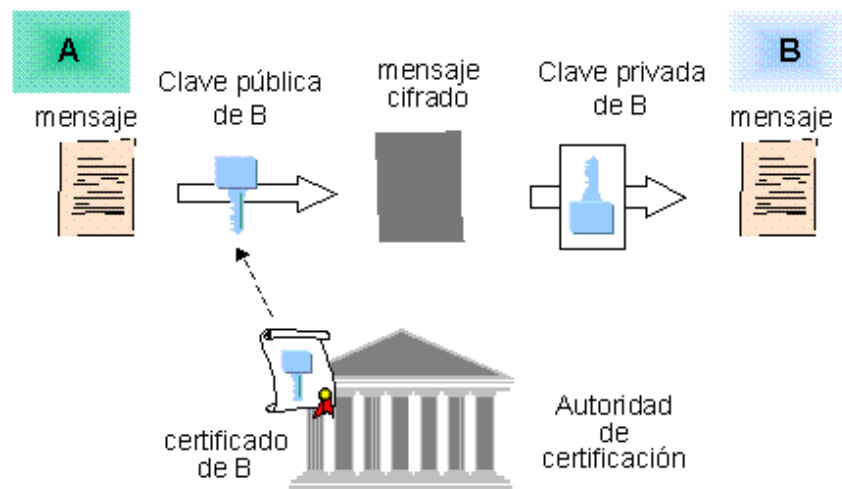 A
mensaje
Clave pública
de B
mensaje
cifrado
Clave privada
de B
B
mensaje
certificado
de B
Autoridad
de
certificación